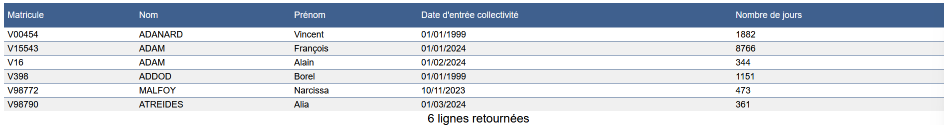 Matricule Nom Prénom Date d'entrée collectivité Nombre de jours
V00454 ADANARD Vincent 01/01/1999 1882
V15543 ADAM François 01/01/2024 8766
V16 ADAM Alain 01/02/2024 344
V398 ADDOD Borel 01/01/1999 1151
V98772 MALFOY Narcissa 10/11/2023 473
V98790 ATREIDES Alia 01/03/2024 361
6 lignes retournées